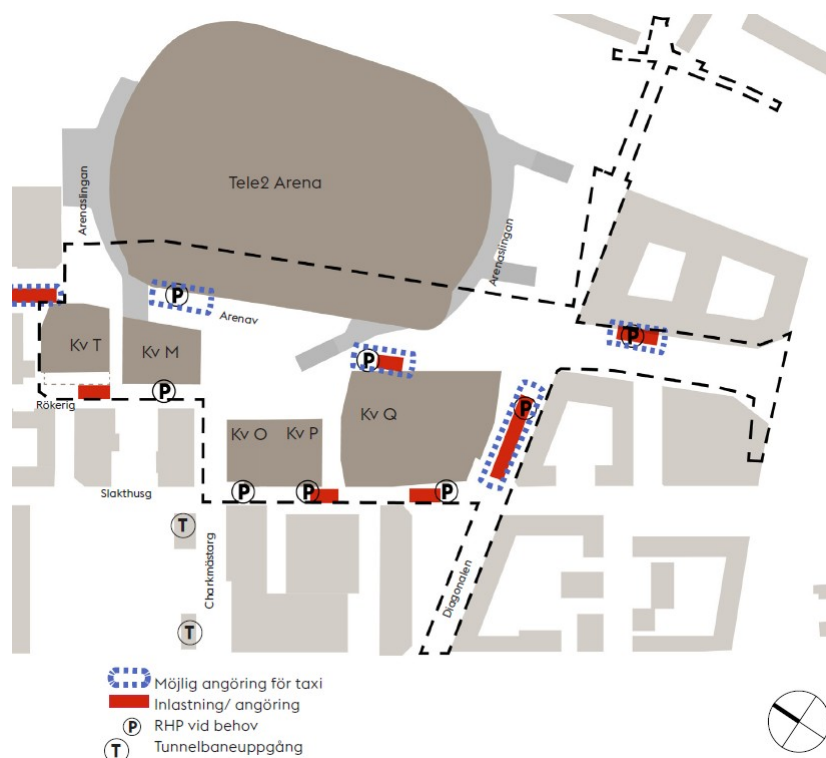 Tele2 Arena
Arenaslingan
Arenaslingan
P
Arenav
P
Kv T
Kv M
P
P
Kv Q
P
Rökerig
Kv O
Kv P
P
P
P
Slakthusg
T
Charkmästarg
Diagonalen
T
Möjlig angöring för taxi
Inlastning/ angöring
P RHP vid behov
T Tunnelbaneuppgång